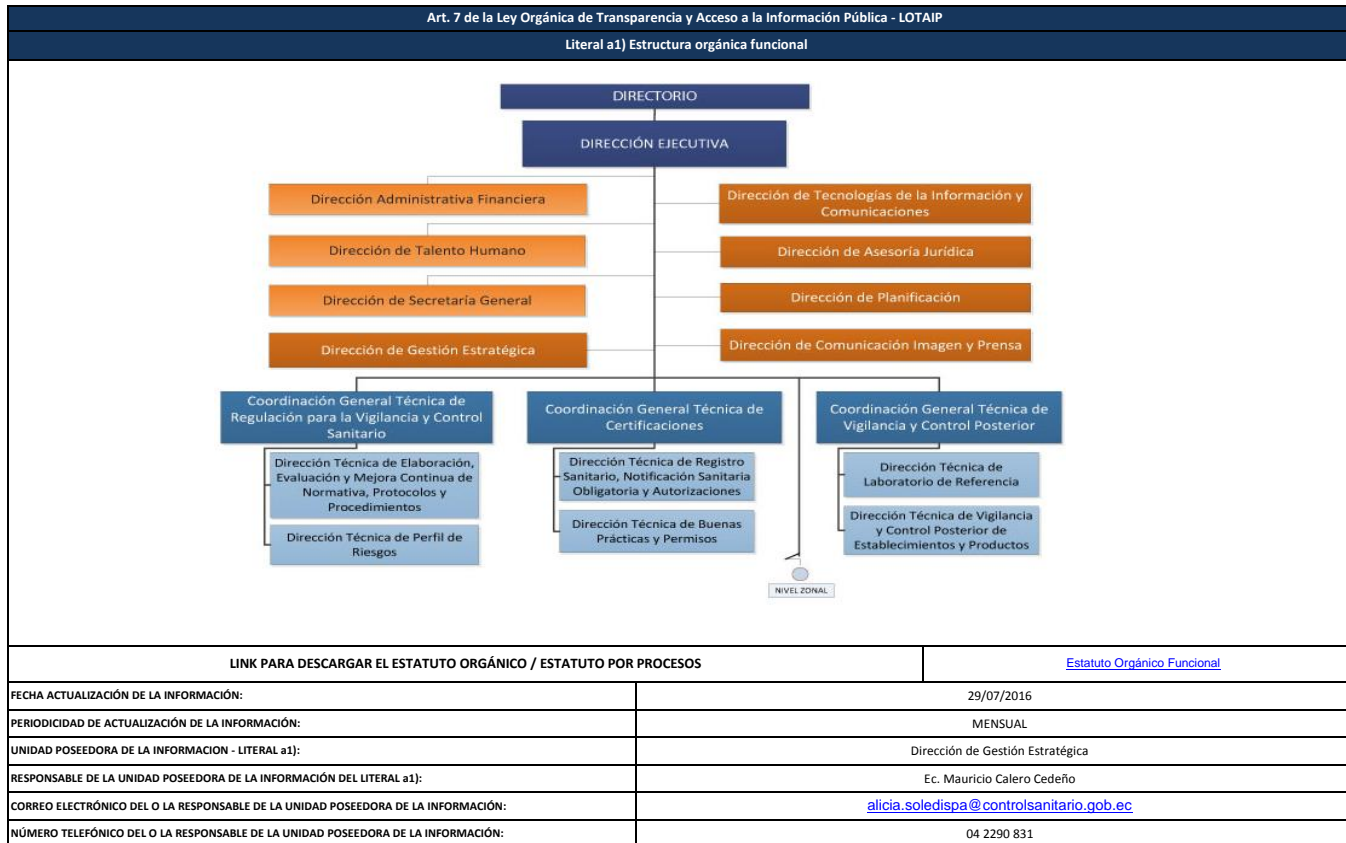 Art. 7 de la Ley Orgánica de Transparencia y Acceso a la Información Pública - LOTAIP
Literal a1) Estructura orgánica funcional
DIRECTORIO
DIRECCIÓN EJECUTIVA
Dirección Administrativa Financiera
Dirección de Talento Humano
Dirección de Secretaría General
Dirección de Gestión Estratégica
Dirección de Tecnologías de la Información y
Comunicaciones
Dirección de Asesoría Jurídica
Dirección de Planificación
Dirección de Comunicación Imagen y Prensa
Coordinación General Técnica de
Regulación para la Vigilancia y Control
Sanitario
Dirección Técnica de Elaboración,
Evaluación y Mejora Continua de
Normativa, Protocolos y
Procedimientos
Dirección Técnica de Perfil de
Riesgos
Coordinación General Técnica de
Certificaciones
Dirección Técnica de Registro
Sanitario, Notificación Sanitaria
Obligatoria y Autorizaciones
Dirección Técnica de Buenas
Prácticas y Permisos
Coordinación General Técnica de
Vigilancia y Control Posterior
Dirección Técnica de
Laboratorio de Referencia
Dirección Técnica de Vigilancia
y Control Posterior de
Establecimientos y Productos
NIVEL ZONAL
LINK PARA DESCARGAR EL ESTATUTO ORGÁNICO / ESTATUTO POR PROCESOS
Estatuto Orgánico Funcional
FECHA ACTUALIZACIÓN DE LA INFORMACIÓN:
29/07/2016
PERIODICIDAD DE ACTUALIZACIÓN DE LA INFORMACIÓN:
MENSUAL
UNIDAD POSEEDORA DE LA INFORMACION - LITERAL a1):
Dirección de Gestión Estratégica
RESPONSABLE DE LA UNIDAD POSEEDORA DE LA INFORMACIÓN DEL LITERAL a1):
Ec. Mauricio Calero Cedeño
CORREO ELECTRÓNICO DEL O LA RESPONSABLE DE LA UNIDAD POSEEDORA DE LA INFORMACIÓN:
alicia.soledispa@controlsanitario.gob.ec
NÚMERO TELEFÓNICO DEL O LA RESPONSABLE DE LA UNIDAD POSEEDORA DE LA INFORMACIÓN:
04 2290 831